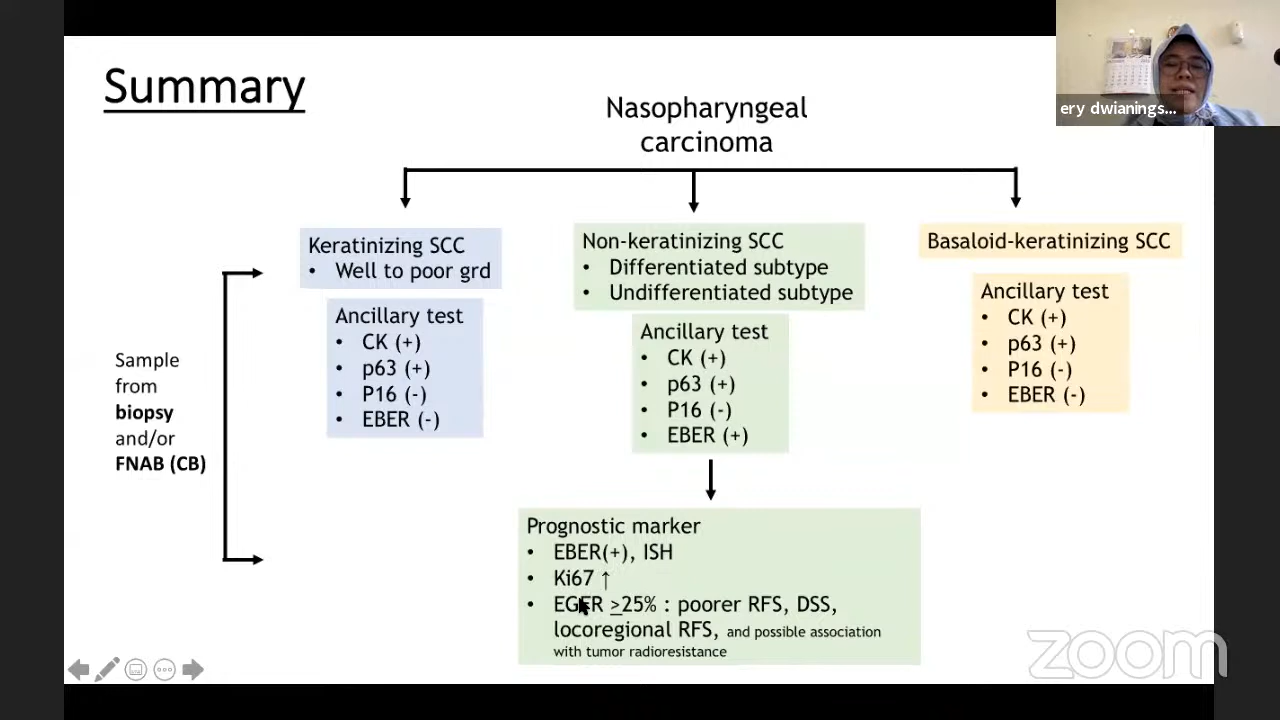 Summary
Nasopharyngeal
carcinoma
Keratinizing SCC
• Well to poor grd
Ancillary test
• CK (+)
• p63 (+)
• P16 (-)
• EBER (-)
Non-keratinizing SCC
• Differentiated subtype
• Undifferentiated subtype
Ancillary test
• CK (+)
• p63 (+)
• P16 (-)
• EBER (+)
Basaloid-keratinizing SCC
Ancillary test
• CK (+)
• p63 (+)
• P16 (-)
• EBER (-)
Sample
from
biopsy
and/or
FNAB (CB)
Prognostic marker
• EBER(+), ISH
• Ki67 ↑
• EGFR ≥25% : poorer RFS, DSS,
locoregional RFS, and possible association
with tumor radioresistance
ery dwianings...
zoom